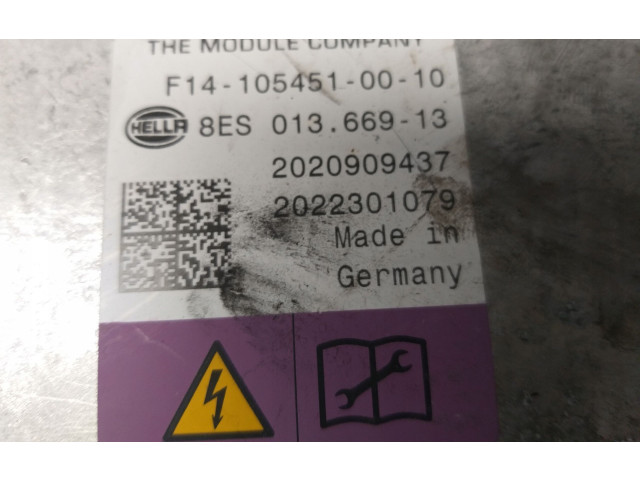 THE MODULE COMPANY
F14-105451-00-10
HELLA 8ES 013.669-13
2020909437
2022301079
Made in
Germany